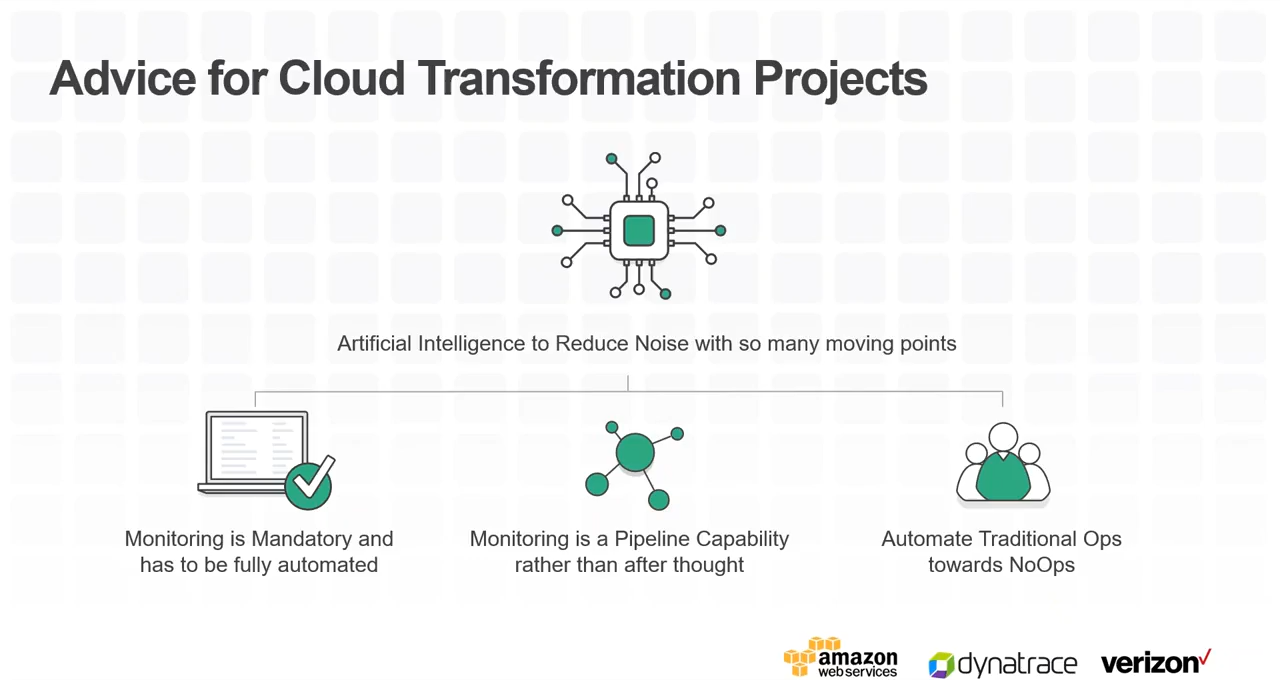 Advice for Cloud Transformation Projects
Artificial Intelligence to Reduce Noise with so many moving points
Monitoring is Mandatory and
has to be fully automated
Monitoring is a Pipeline Capability
rather than after thought
Automate Traditional Ops
towards NoOps
amazon
webservices
dynatrace
verizon